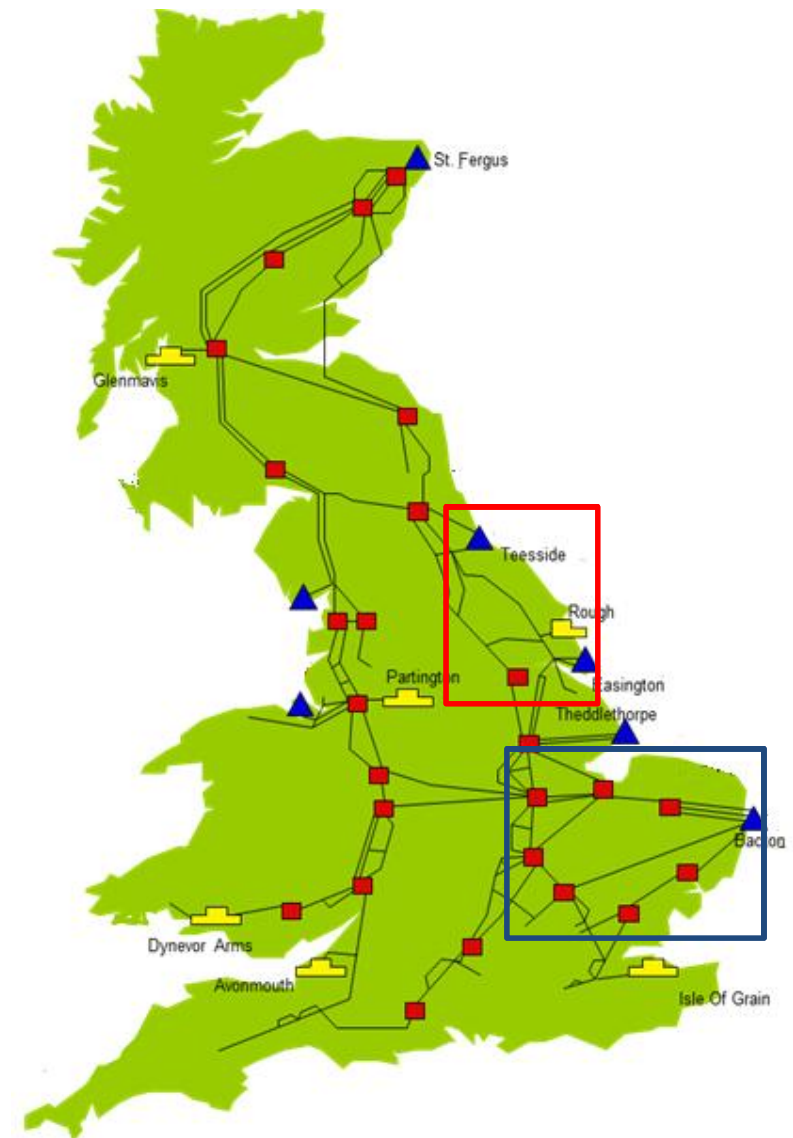 St. Fergus
Glenmavis
Teesside
Rough
Partington
Easington
Theddlethorpe
Bacton
Dynevor Arms
Avonmouth
Isle Of Grain